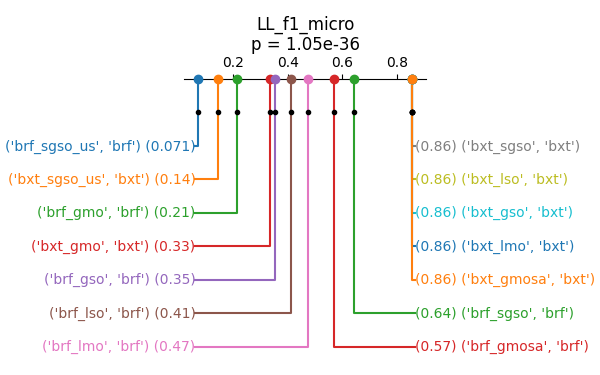 LL_f1_micro
p = 1.05e-36
0.2 0.4 0.6 0.8
('brf_sgso_us', 'brf') (0.071) (0.86) ('bxt_sgso', 'bxt')
('bxt_sgso_us', 'bxt') (0.14) (0.86) ('bxt_lso', 'bxt')
('brf_gmo', 'brf') (0.21) (0.86) ('bxt_gso', 'bxt')
('bxt_gmo', 'bxt') (0.33) (0.86) ('bxt_lmo', 'bxt')
('brf_gso', 'brf') (0.35) (0.86) ('bxt_gmosa', 'bxt')
('brf_lso', 'brf') (0.41) (0.64) ('brf_sgso', 'brf')
('brf_lmo', 'brf') (0.47) (0.57) ('brf_gmosa', 'brf')